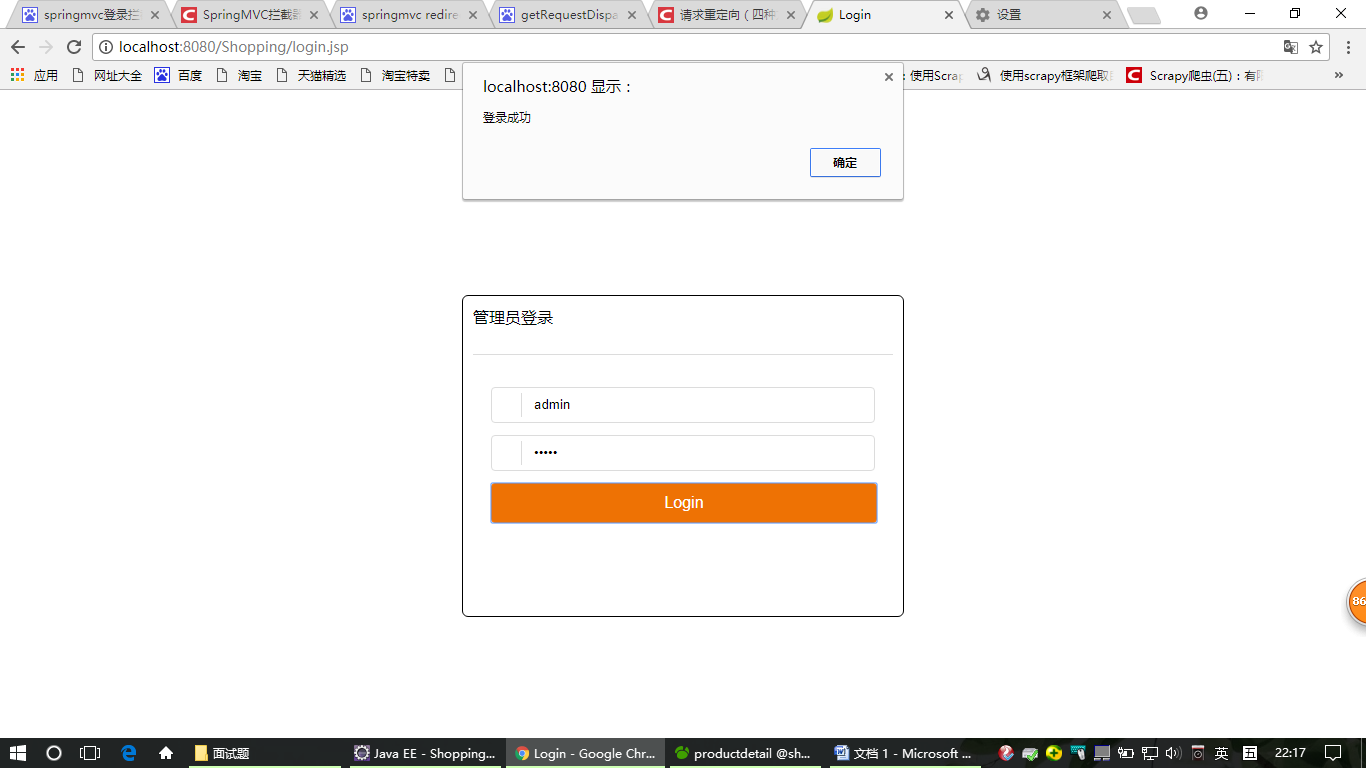 springmvc登录拦
SpringMVC拦截器
springmvc redire
getRequestDispa
请求重定向（四种
Login
设置
localhost:8080/Shopping/login.jsp
应用
网址大全
百度
淘宝
天猫精选
淘宝特卖
：使用Scrap
使用scrapy框架爬取
Scrapy爬虫(五)：有
»
localhost:8080 显示：
登录成功
确定
管理员登录
admin
•••••
Login
86
面试题
Java EE - Shopping...
Login - Google Chr...
productdetail @sh...
文档 1 - Microsoft ...
英
五
22:17